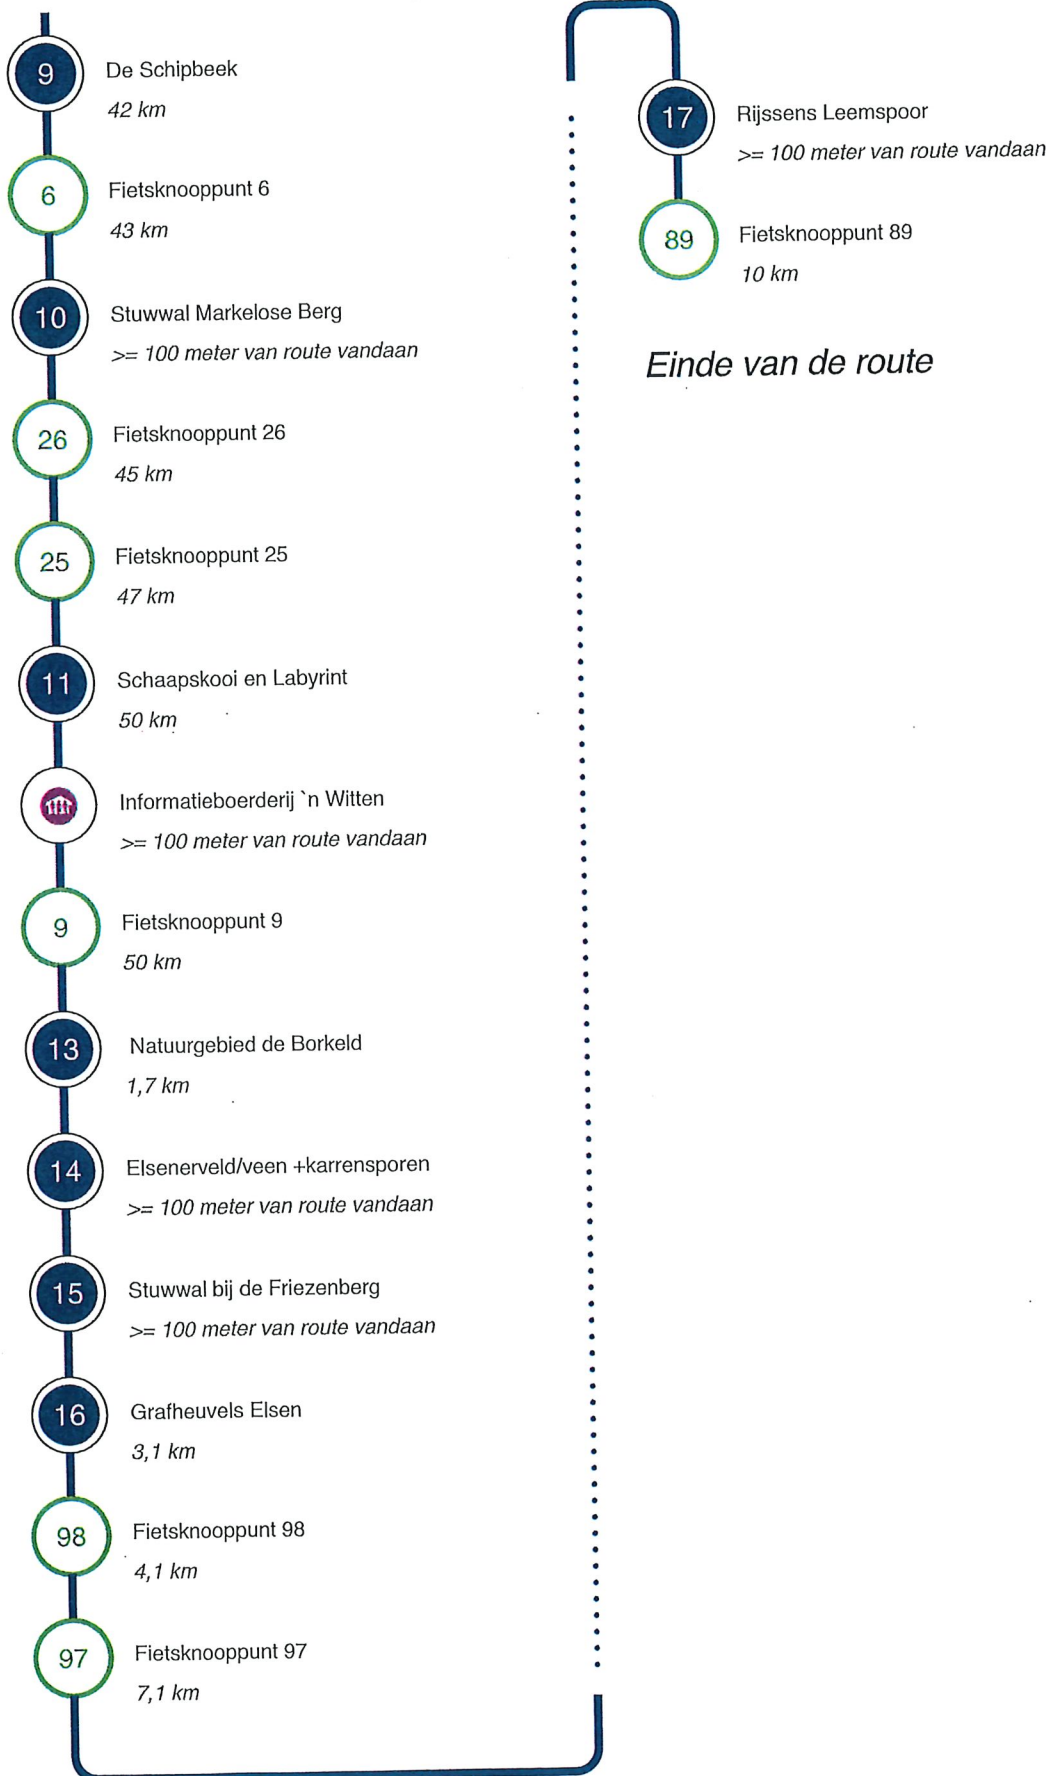 9
De Schipbeek
42 km
6
Fietsknooppunt 6
43 km
10
Stuwwal Markelose Berg
>= 100 meter van route vandaan
26
Fietsknooppunt 26
45 km
25
Fietsknooppunt 25
47 km
11
Schaapskooi en Labyrint
50 km
Informatieboerderij `n Witten
>= 100 meter van route vandaan
9
Fietsknooppunt 9
50 km
13
Natuurgebied de Borkeld
1,7 km
14
Elsenerveld/veen +karrensporen
>= 100 meter van route vandaan
15
Stuwwal bij de Friezenberg
>= 100 meter van route vandaan
16
Grafheuvels Elsen
3,1 km
98
Fietsknooppunt 98
4,1 km
97
Fietsknooppunt 97
7,1 km
17
Rijssens Leemspoor
>= 100 meter van route vandaan
89
Fietsknooppunt 89
10 km
Einde van de route